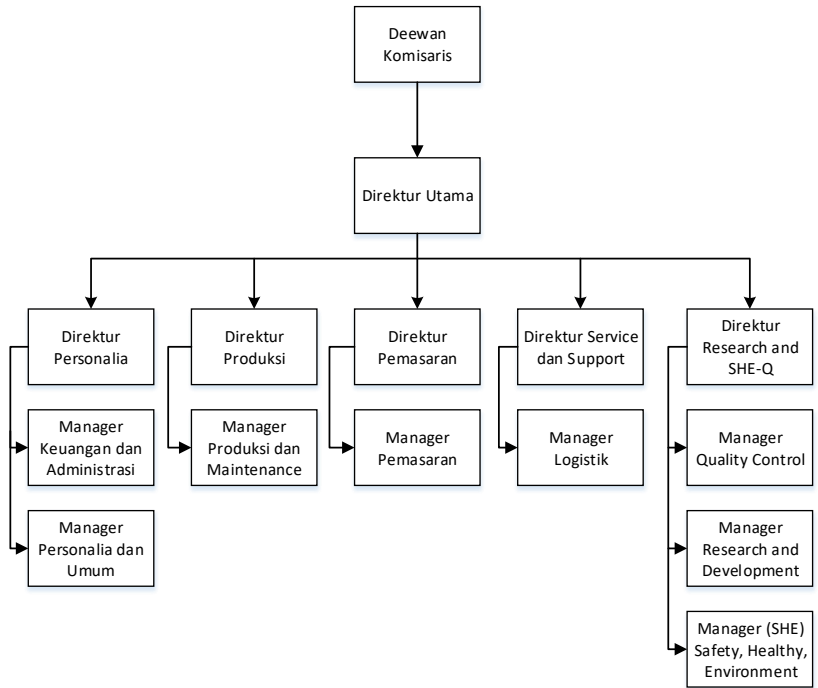 Deewan
Komisaris
Direktur Utama
Direktur
Personalia
Direktur
Produksi
Direktur
Pemasaran
Direktur Service
dan Support
Direktur
Research and
SHE-Q
Manager
Keuangan dan
Administrasi
Manager
Produksi dan
Maintenance
Manager
Pemasaran
Manager
Logistik
Manager
Quality Control
Manager
Personalia dan
Umum
Manager
Research and
Development
Manager (SHE)
Safety, Healthy,
Environment